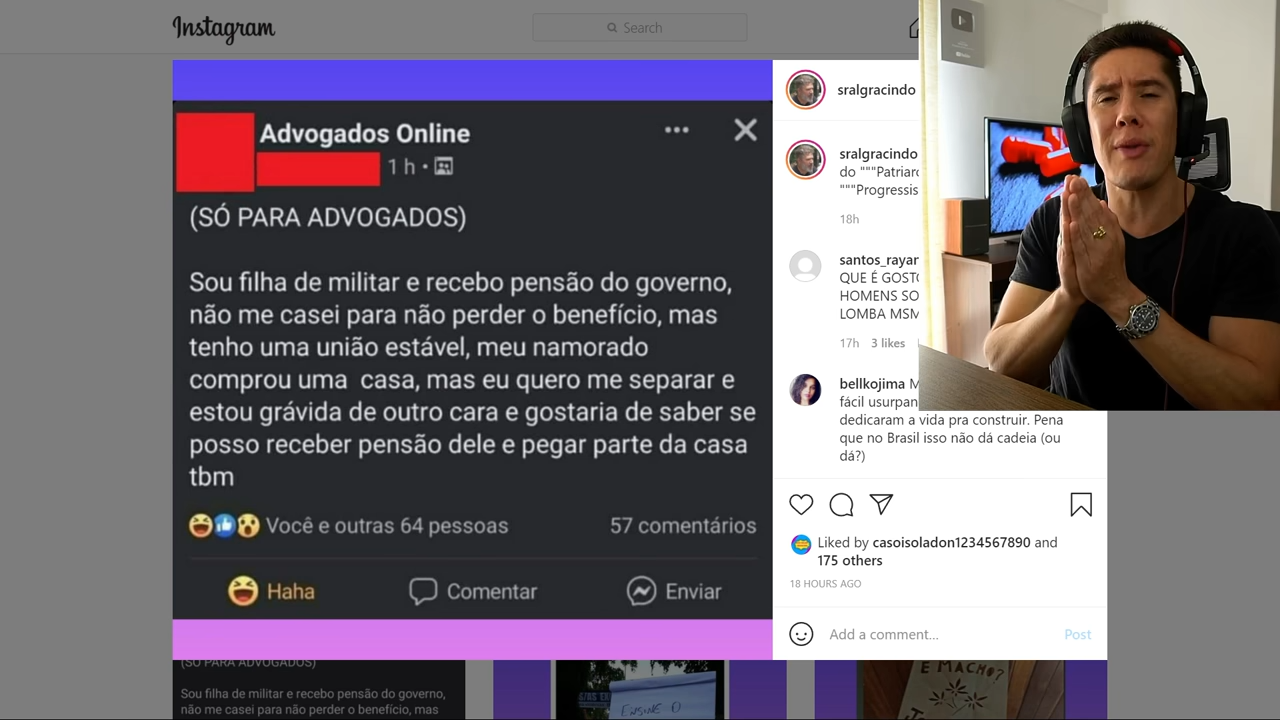 Instagram
Search
Advogados Online
1 h
(SÓ PARA ADVOGADOS)
Sou filha de militar e recebo pensão do governo,
não me casei para não perder o benefício, mas
tenho uma união estável, meu namorado
comprou uma casa, mas eu quero me separar e
estou grávida de outro cara e gostaria de saber se
posso receber pensão dele e pegar parte da casa
tbm
Você e outras 64 pessoas
57 comentários
Haha
Comentar
Enviar
sralgracindo
sralgracindo
do """Patriar
"""Progressis
18h
santos_rayar
QUE É GOST
HOMENS SO
LOMBA MSM
17h 3 likes
bellkojima
fácil usurpan
dedicaram a vida pra construir. Pena
que no Brasil isso não dá cadeia (ou
dá?)
Liked by casoisoladon1234567890 and
175 others
18 HOURS AGO
Add a comment...
Post
(SÓ PARA ADVOGADOS)
Sou filha de militar e recebo pensão do governo,
não me casei para não perder o benefício, mas
ENSINE O
E MACHO?